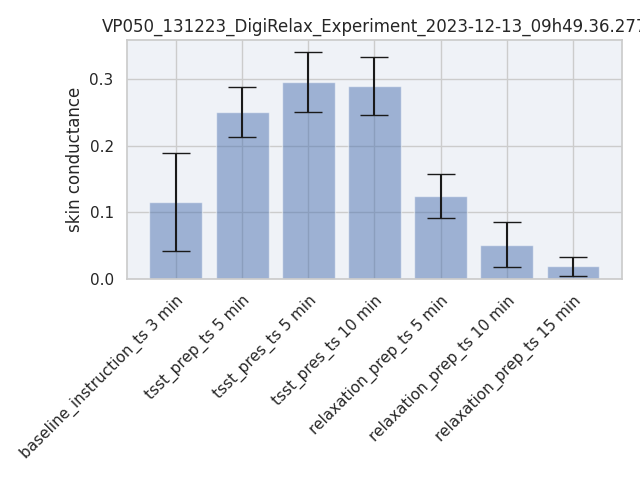 VP050_131223_DigiRelax_Experiment_2023-12-13_09h49.36.277
skin conductance
0.3
0.2
0.1
0.0
baseline_instruction_ts 3 min
tsst_prep_ts 5 min
tsst_pres_ts 5 min
tsst_pres_ts 10 min
relaxation_prep_ts 5 min
relaxation_prep_ts 10 min
relaxation_prep_ts 15 min